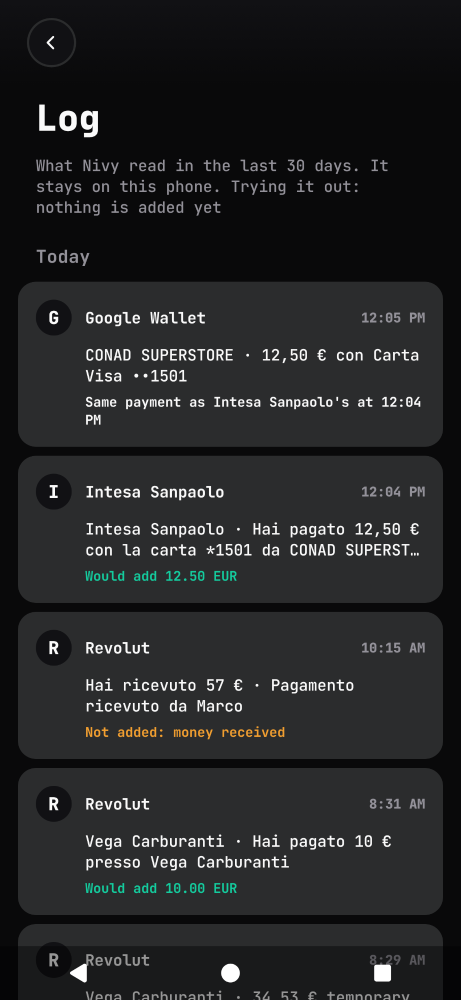 Log
What Nivy read in the last 30 days. It
stays on this phone. Trying it out:
nothing is added yet
Today
G Google Wallet 12:05 PM
CONAD SUPERSTORE · 12,50 € con Carta
Visa ••1501
Same payment as Intesa Sanpaolo's at 12:04
PM
I Intesa Sanpaolo 12:04 PM
Intesa Sanpaolo · Hai pagato 12,50 €
con la carta *1501 da CONAD SUPERST…
Would add 12.50 EUR
R Revolut 10:15 AM
Hai ricevuto 57 € · Pagamento
ricevuto da Marco
Not added: money received
R Revolut 8:31 AM
Vega Carburanti · Hai pagato 10 €
presso Vega Carburanti
Would add 10.00 EUR
R Revolut 8:29 AM
Vega Carburanti · 34,53 € temporary